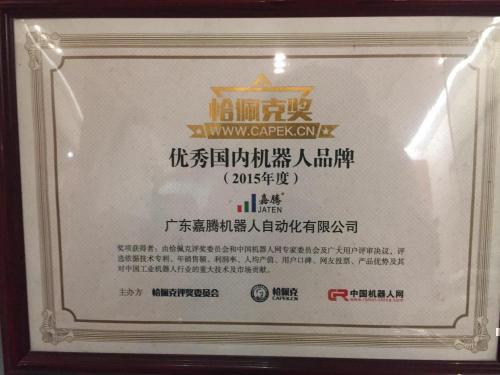 恰佩克奖
WWW.CAPEK.CN
优秀国内机器人品牌
（2015年度）
嘉腾®
JATEN
广东嘉腾机器人自动化有限公司
奖项获得者：由恰佩克评奖委员会和中国机器人网专家委员会及广大用户评审决议，评
选依据技术专利、年销售额、利润率、人均产值、用户口碑、网友投票、产品优势及其
对中国工业机器人行业的重大技术及市场贡献。
主办方 恰佩克评奖委员会 恰佩克 CAPEK.CN CR 中国机器人网 www.robot-china.com